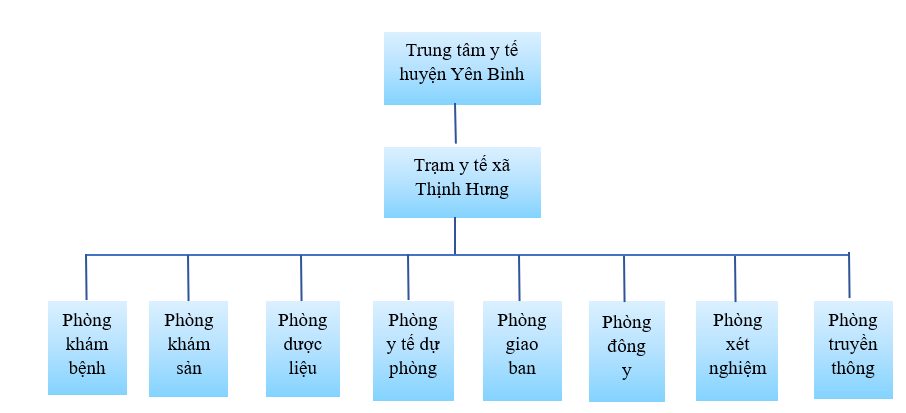 Trung tâm y tế
huyện Yên Bình
Trạm y tế xã
Thịnh Hưng
Phòng
khám
bệnh
Phòng
khám
sản
Phòng
dược
liệu
Phòng
y tế dự
phòng
Phòng
giao
ban
Phòng
đông
y
Phòng
xét
nghiệm
Phòng
truyền
thông